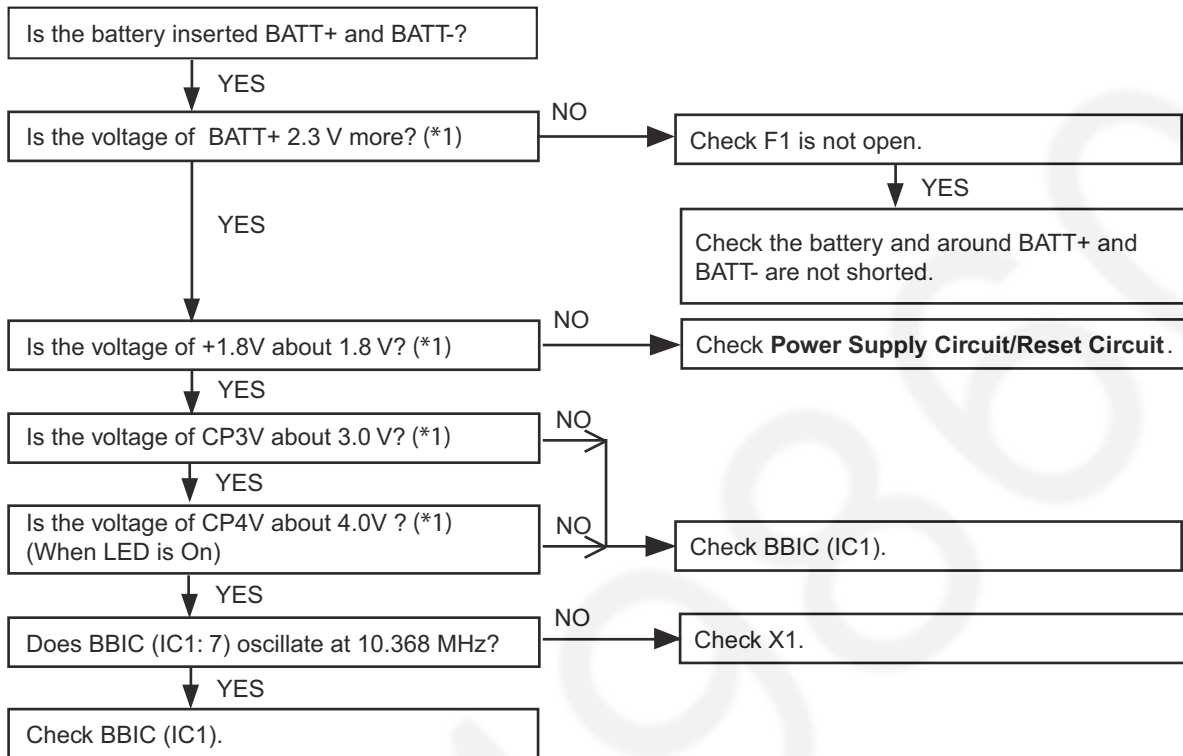 Is the battery inserted BATT+ and BATT-?
YES
Is the voltage of BATT+ 2.3 V more? (*1)
NO
Check F1 is not open.
YES
Check the battery and around BATT+ and
BATT- are not shorted.
YES
Is the voltage of +1.8V about 1.8 V? (*1)
NO
Check Power Supply Circuit/Reset Circuit.
YES
Is the voltage of CP3V about 3.0 V? (*1)
NO
YES
Is the voltage of CP4V about 4.0V ? (*1)
(When LED is On)
NO
Check BBIC (IC1).
YES
Does BBIC (IC1: 7) oscillate at 10.368 MHz?
NO
Check X1.
YES
Check BBIC (IC1).